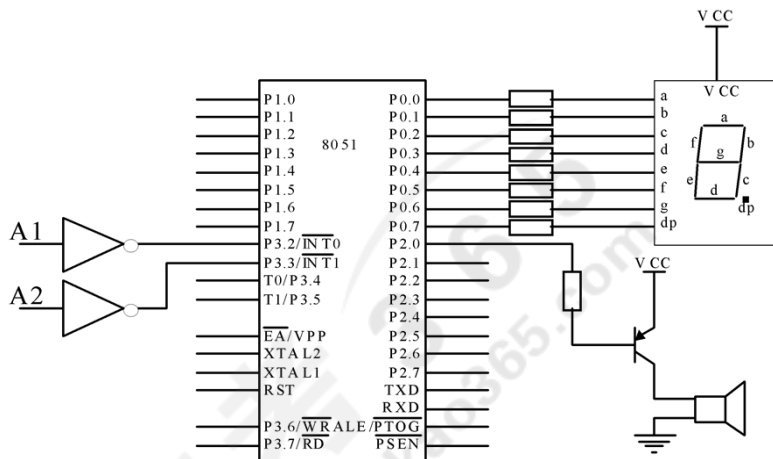 V CC
V CC
P1.0 P0.0 a
P1.1 P0.1 b
P1.2 P0.2 c
8051
P1.3 P0.3 d
P1.4 P0.4 e
P1.5 P0.5 f
P1.6 P0.6 g
P1.7 P0.7 dp
a
f b
g
e c
d
dp
A1
P3.2/INT0 P2.0
P3.3/INT1 P2.1
A2
T0/P3.4 P2.2
V CC
T1/P3.5 P2.3
P2.4
EA/VPP P2.5
XTAL2 P2.6
XTAL1 P2.7
RST TXD
RXD
P3.6/WR ALE/PTOG
P3.7/RD PSEN